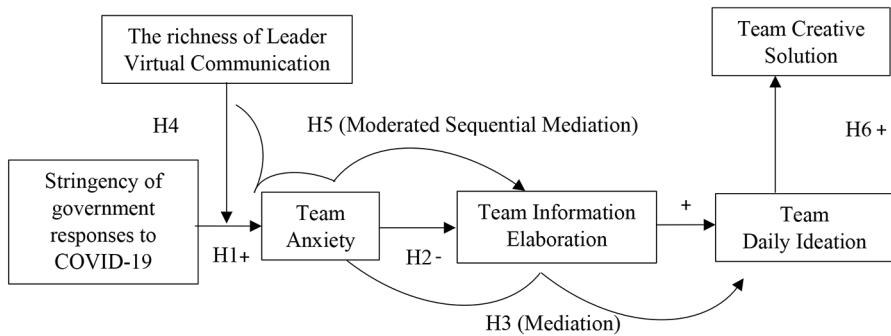 The richness of Leader
Virtual Communication
Team Creative
Solution
H4
H5 (Moderated Sequential Mediation)
H6 +
Stringency of
government
responses to
COVID-19
H1+
Team
Anxiety
H2 -
Team Information
Elaboration
+
Team
Daily Ideation
H3 (Mediation)